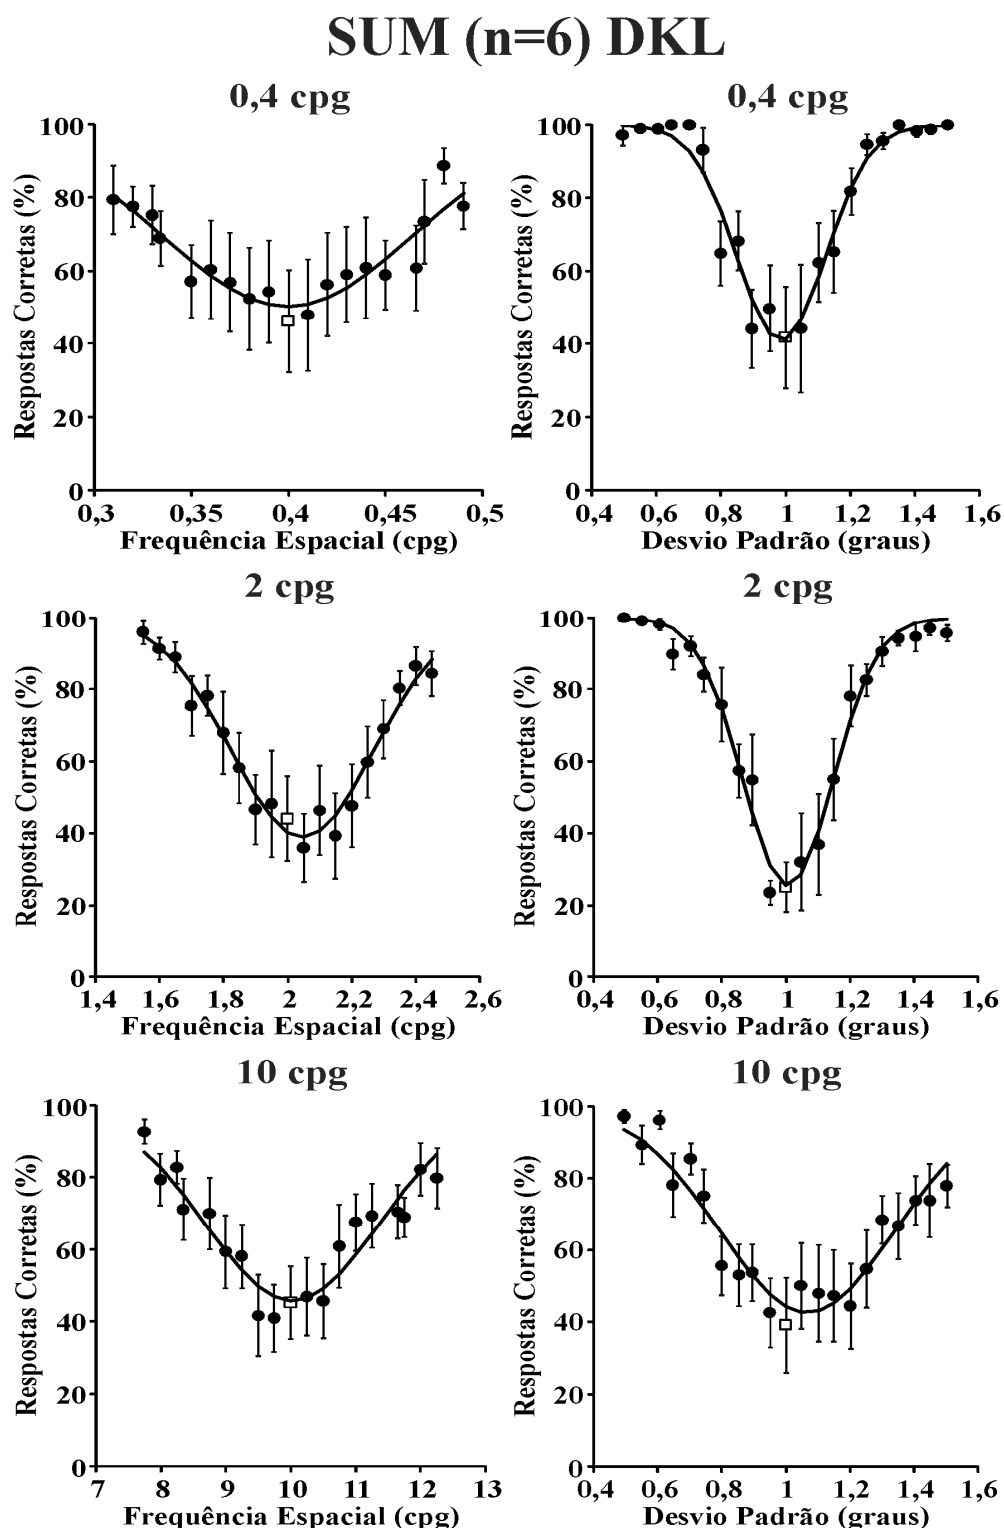 SUM (n=6) DKL
0,4 cpg
Respostas Corretas (%)
100
80
60
40
20
0
0,3 0,35 0,4 0,45 0,5
Frequência Espacial (cpg)
0,4 cpg
Respostas Corretas (%)
100
80
60
40
20
0
0,4 0,6 0,8 1 1,2 1,4 1,6
Desvio Padrão (graus)
2 cpg
Respostas Corretas (%)
100
80
60
40
20
0
1,4 1,6 1,8 2 2,2 2,4 2,6
Frequência Espacial (cpg)
2 cpg
Respostas Corretas (%)
100
80
60
40
20
0
0,4 0,6 0,8 1 1,2 1,4 1,6
Desvio Padrão (graus)
10 cpg
Respostas Corretas (%)
100
80
60
40
20
0
7 8 9 10 11 12 13
Frequência Espacial (cpg)
10 cpg
Respostas Corretas (%)
100
80
60
40
20
0
0,4 0,6 0,8 1 1,2 1,4 1,6
Desvio Padrão (graus)